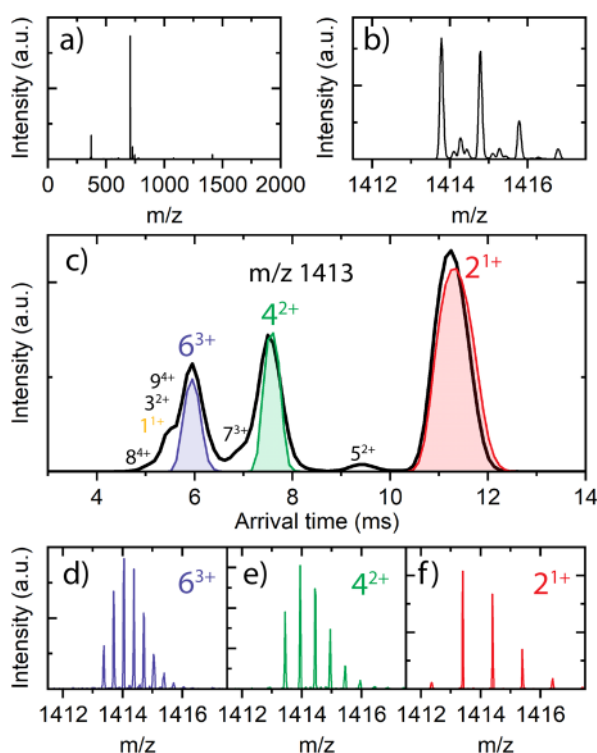 Intensity (a.u.)
a)
0 500 1000 1500 2000
m/z
Intensity (a.u.)
b)
1412 1414 1416
m/z
Intensity (a.u.)
c)
m/z 1413
2¹⁺
6³⁺
4²⁺
9⁴⁺
3²⁺
1¹⁺
8⁴⁺
7³⁺
5²⁺
4 6 8 10 12 14
Arrival time (ms)
Intensity (a.u.)
d) 6³⁺
e) 4²⁺
f) 2¹⁺
1412 1414 1416
1412 1414 1416
1412 1414 1416
m/z
m/z
m/z